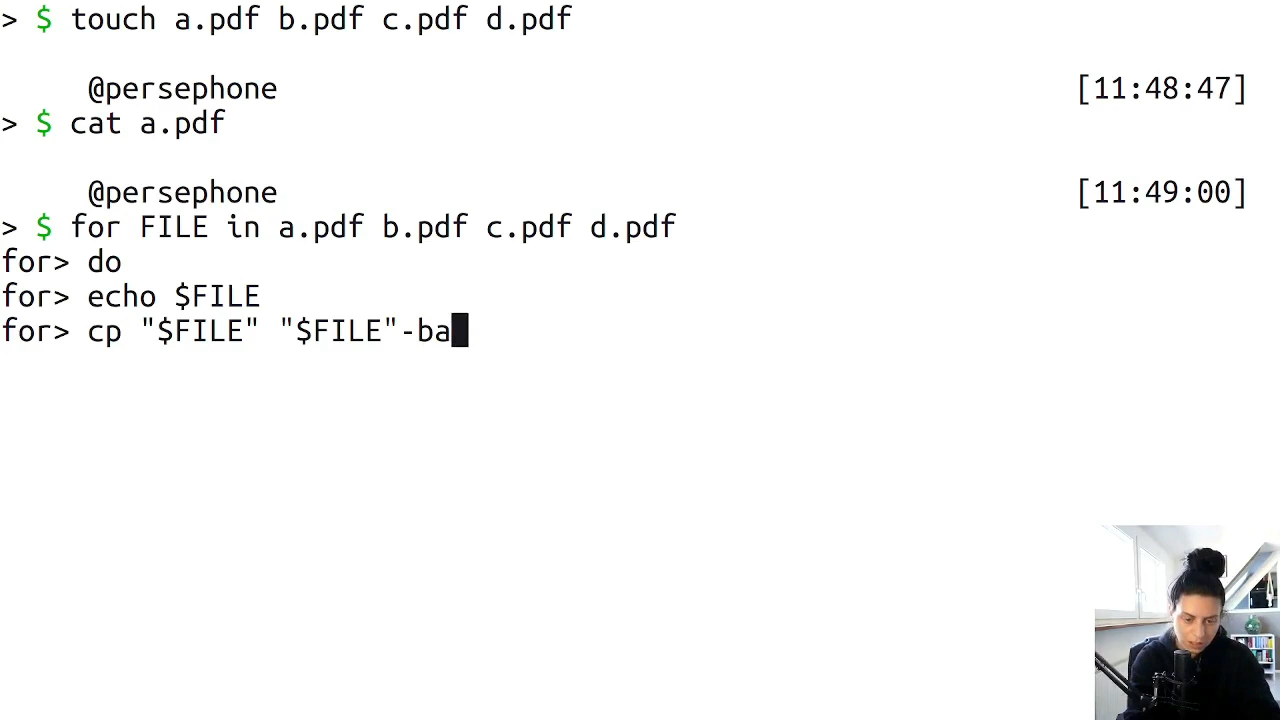 > $ touch a.pdf b.pdf c.pdf d.pdf
@persephone [11:48:47]
> $ cat a.pdf
@persephone [11:49:00]
> $ for FILE in a.pdf b.pdf c.pdf d.pdf
for> do
for> echo $FILE
for> cp "$FILE" "$FILE"-ba